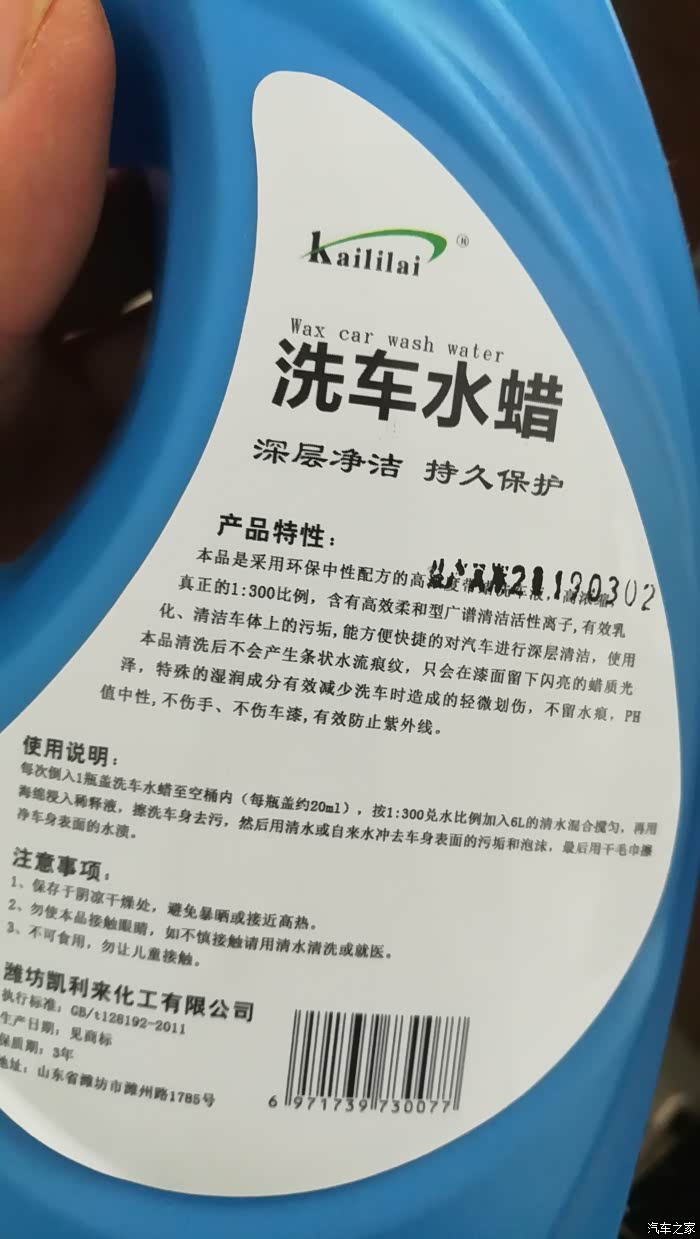 Kaililai®
Wax car wash water
洗车水蜡
深层净洁 持久保护
产品特性：
本品是采用环保中性配方的高 度带 车液，高浓缩
20190302
真正的1:300比例，含有高效柔和型广谱清洁活性离子,有效乳
化、清洁车体上的污垢,能方便快捷的对汽车进行深层清洁，使用
本品清洗后不会产生条状水流痕纹，只会在漆面留下闪亮的蜡质光
泽，特殊的湿润成分有效减少洗车时造成的轻微划伤，不留水痕，PH
值中性,不伤手、不伤车漆,有效防止紫外线。
使用说明：
每次倒入1瓶盖洗车水蜡至空桶内（每瓶盖约20ml），按1:300兑水比例加入6L的清水混合搅匀，再用
海绵浸入稀释液，擦洗车身去污，然后用清水或自来水冲去车身表面的污垢和泡沫，最后用干毛巾擦
净车身表面的水渍。
注意事项：
1、保存于阴凉干燥处，避免暴晒或接近高热。
2、勿使本品接触眼睛，如不慎接触请用清水清洗或就医。
3、不可食用，勿让儿童接触。
潍坊凯利来化工有限公司
执行标准：GB/t128192-2011
生产日期：见商标
保质期：3年
地址：山东省潍坊市潍州路1785号
6 971739 730077
汽车之家